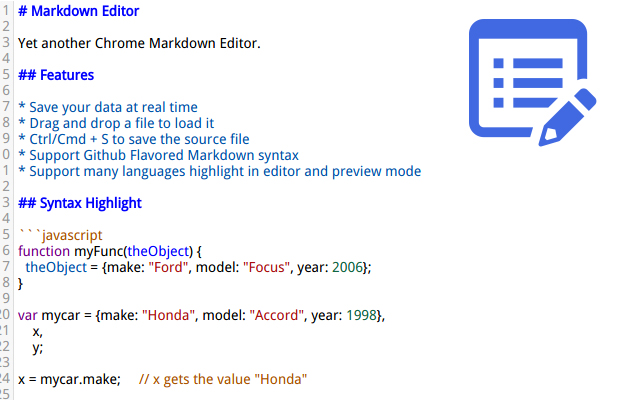 1 # Markdown Editor
2
3 Yet another Chrome Markdown Editor.
4
5 ## Features
6
7 * Save your data at real time
8 * Drag and drop a file to load it
9 * Ctrl/Cmd + S to save the source file
0 * Support Github Flavored Markdown syntax
1 * Support many languages highlight in editor and preview mode
2
3 ## Syntax Highlight
4
5 ```javascript
6 function myFunc(theObject) {
7   theObject = {make: "Ford", model: "Focus", year: 2006};
8 }
9
20 var mycar = {make: "Honda", model: "Accord", year: 1998},
21     x,
22     y;
23
24 x = mycar.make;     // x gets the value "Honda"
25